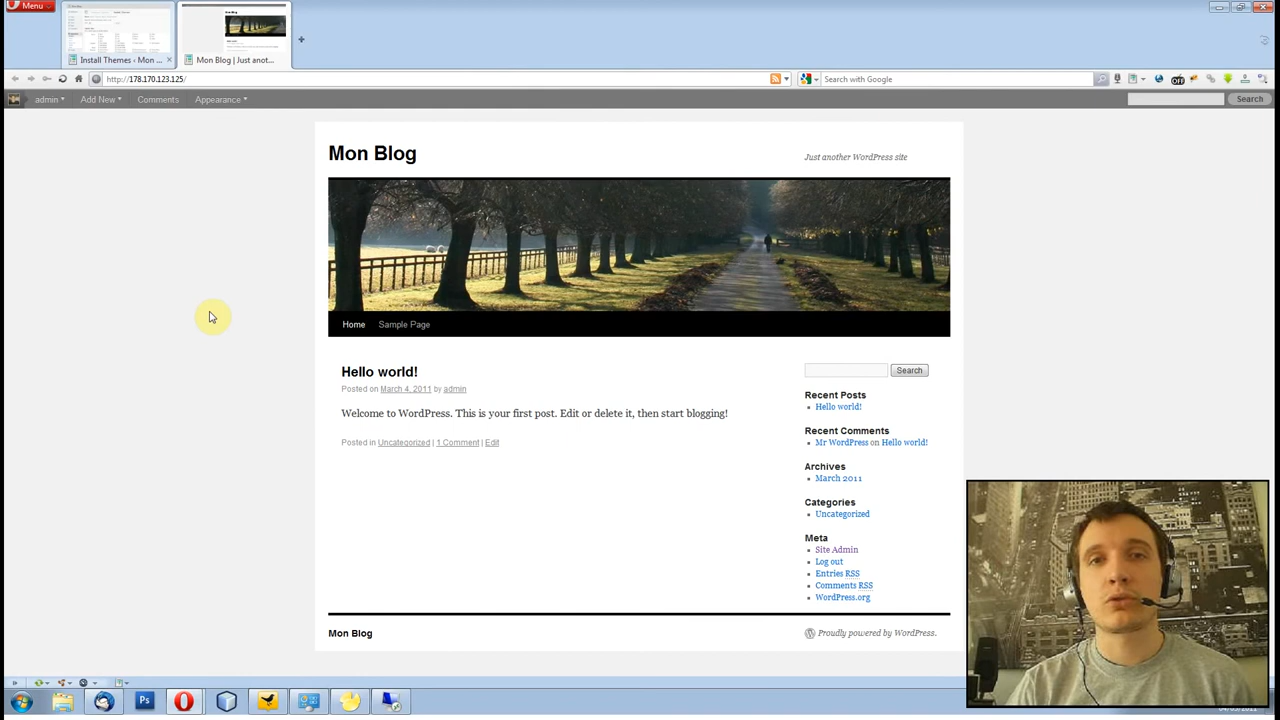 Menu
Install Themes ‹ Mon ...
Mon Blog | Just anot...
http://178.170.123.125/
Search with Google
OFF
admin
Add New
Comments
Appearance
Search
Mon Blog
Just another WordPress site
Home
Sample Page
Hello world!
Posted on March 4, 2011 by admin
Welcome to WordPress. This is your first post. Edit or delete it, then start blogging!
Posted in Uncategorized | 1 Comment | Edit
Search
Recent Posts
Hello world!
Recent Comments
Mr WordPress on Hello world!
Archives
March 2011
Categories
Uncategorized
Meta
Site Admin
Log out
Entries RSS
Comments RSS
WordPress.org
Mon Blog
Proudly powered by WordPress.
Ps